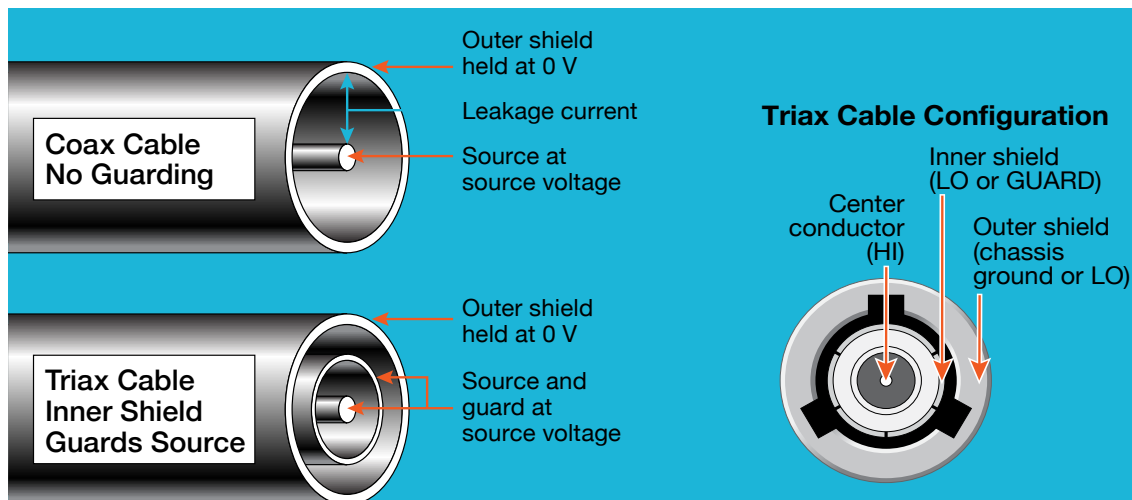 Outer shield
held at 0 V
Leakage current
Source at
source voltage
Coax Cable
No Guarding
Outer shield
held at 0 V
Source and
guard at
source voltage
Triax Cable
Inner Shield
Guards Source
Triax Cable Configuration
Inner shield
(LO or GUARD)
Center
conductor
(HI)
Outer shield
(chassis
ground or LO)